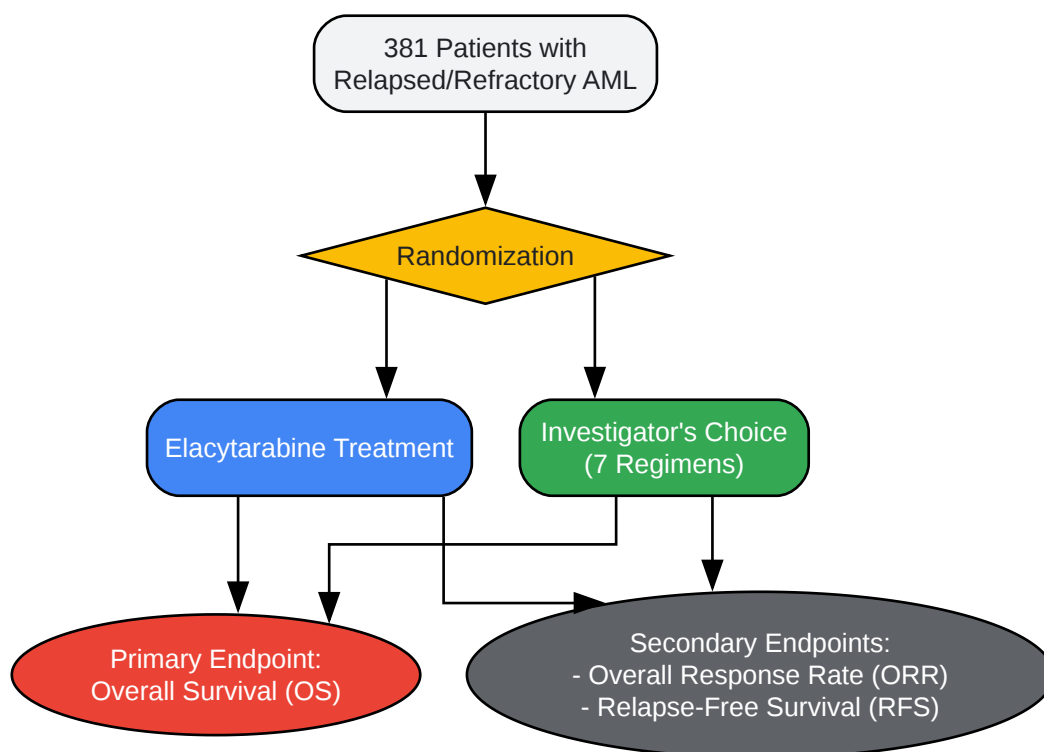 381 Patients with
Relapsed/Refractory AML
Randomization
Elacytarabine Treatment
Investigator's Choice
(7 Regimens)
Primary Endpoint:
Overall Survival (OS)
Secondary Endpoints:
- Overall Response Rate (ORR)
- Relapse-Free Survival (RFS)